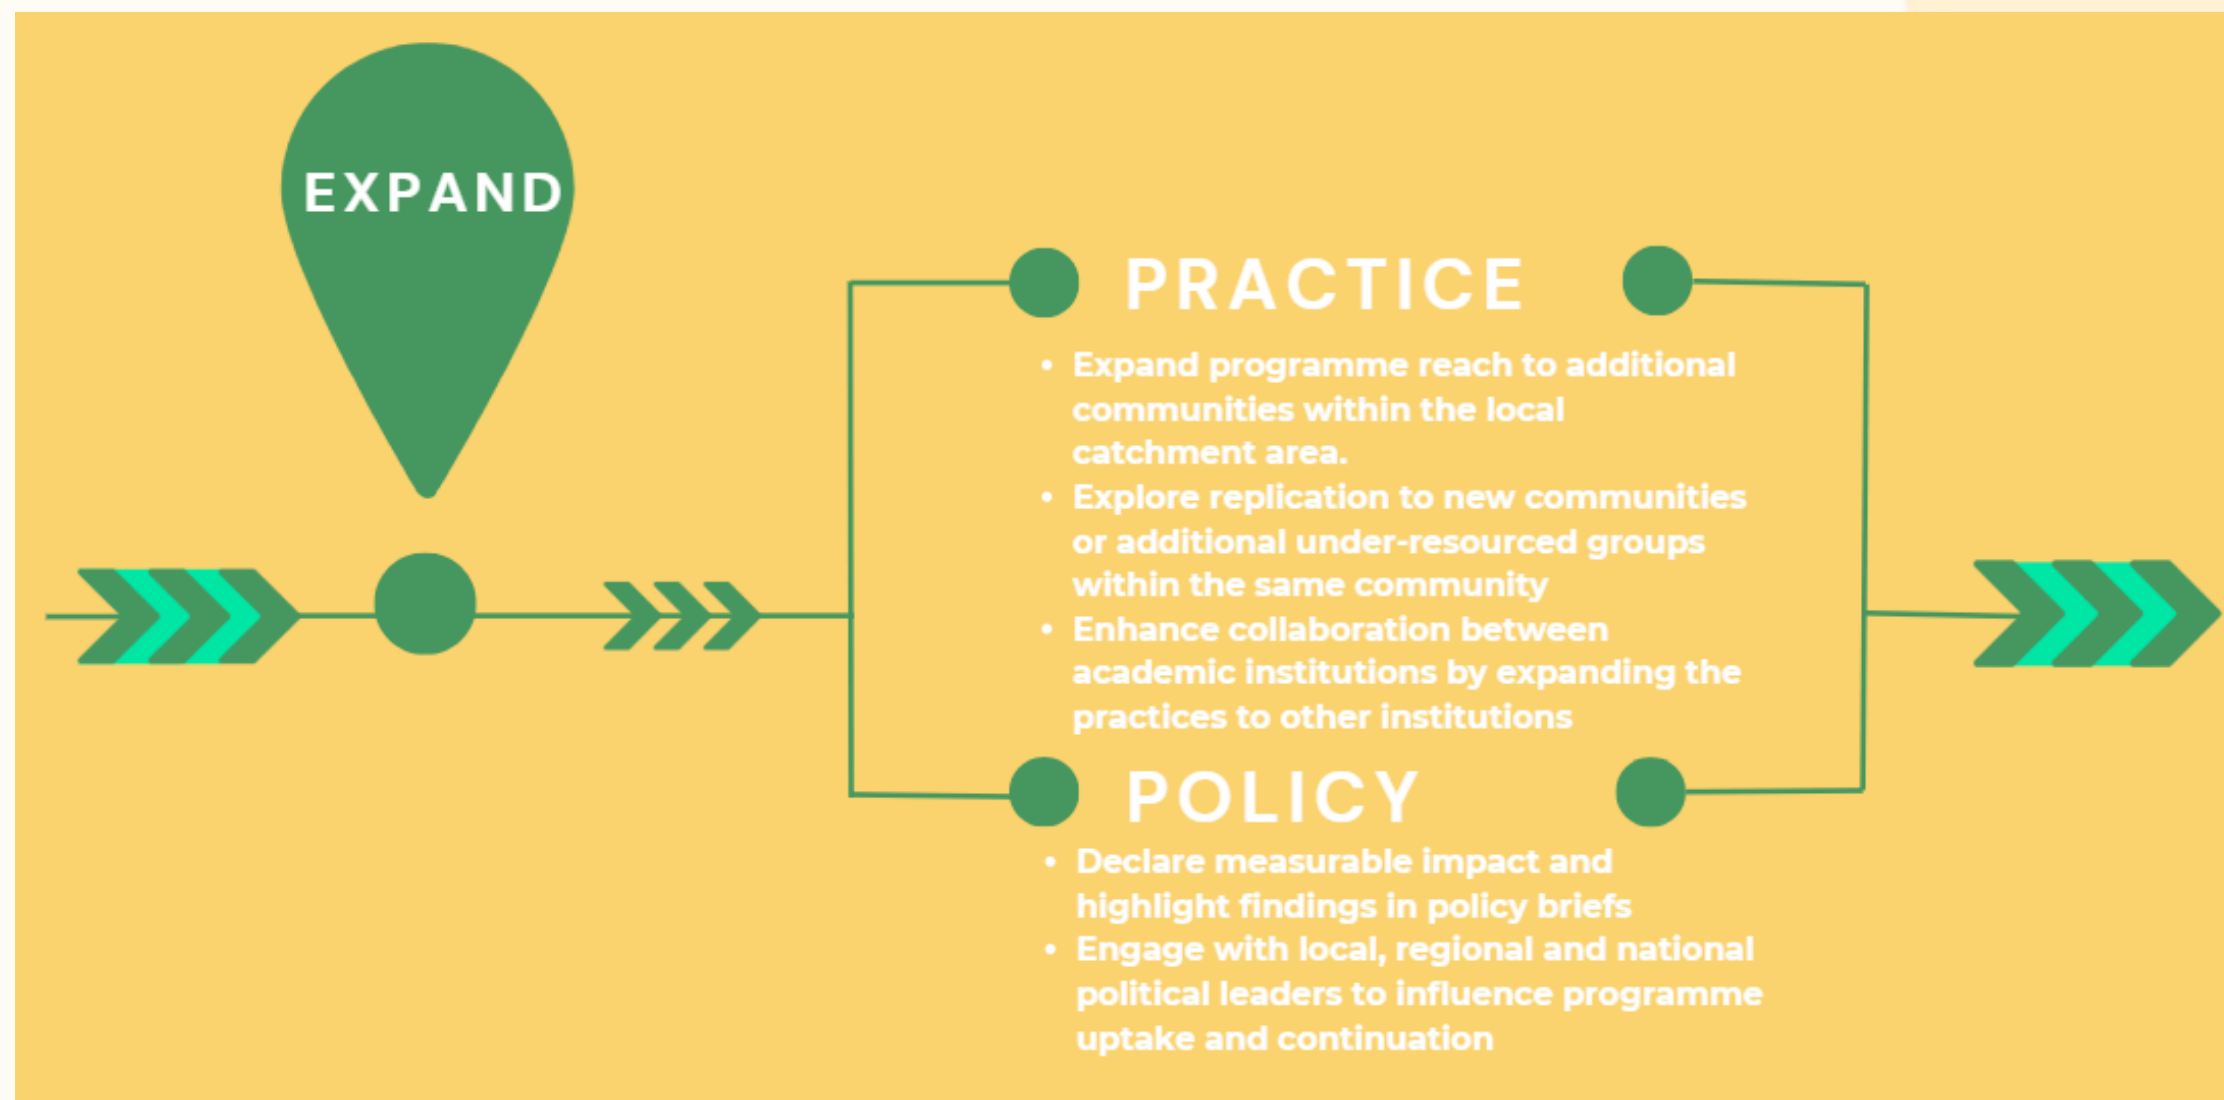 EXPAND
PRACTICE
• Expand programme reach to additional
communities within the local
catchment area.
• Explore replication to new communities
or additional under-resourced groups
within the same community
• Enhance collaboration between
academic institutions by expanding the
practices to other institutions
POLICY
• Declare measurable impact and
highlight findings in policy briefs
• Engage with local, regional and national
political leaders to influence programme
uptake and continuation